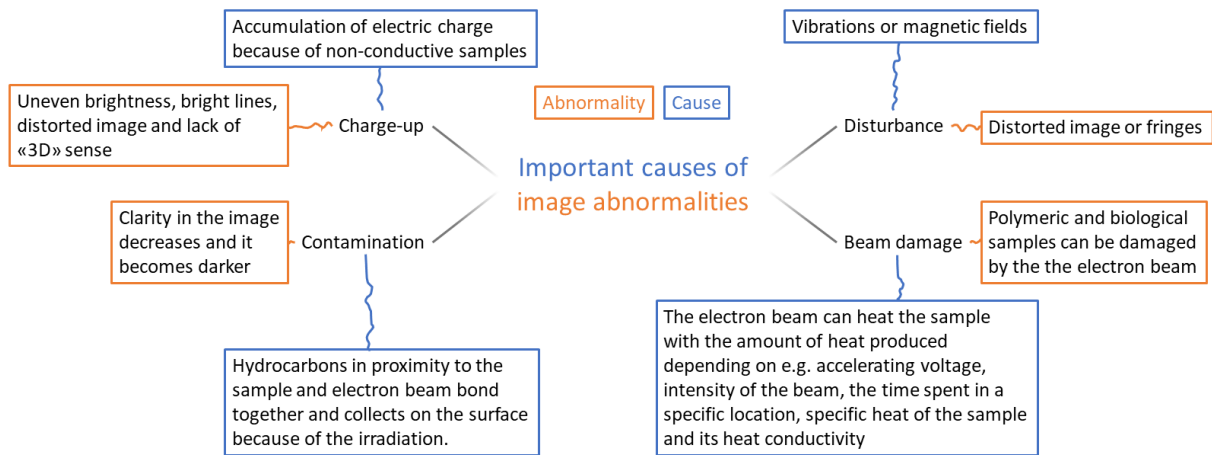 Accumulation of electric charge
because of non-conductive samples
Vibrations or magnetic fields
Uneven brightness, bright lines,
distorted image and lack of
«3D» sense
Charge-up
Abnormality
Cause
Disturbance
Distorted image or fringes
Important causes of
image abnormalities
Clarity in the image
decreases and it
becomes darker
Contamination
Beam damage
Polymeric and biological
samples can be damaged
by the the electron beam
Hydrocarbons in proximity to the
sample and electron beam bond
together and collects on the surface
because of the irradiation.
The electron beam can heat the sample
with the amount of heat produced
depending on e.g. accelerating voltage,
intensity of the beam, the time spent in a
specific location, specific heat of the sample
and its heat conductivity